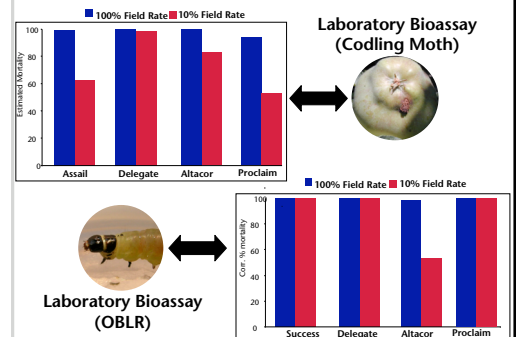 100% Field Rate 10% Field Rate
Laboratory Bioassay
(Codling Moth)
Estimated Mortality
100
80
60
40
20
0
Assail Delegate Altacor Proclaim
100% Field Rate 10% Field Rate
Corr. % mortality
100
80
60
40
20
0
Success Delegate Altacor Proclaim
Laboratory Bioassay
(OBLR)